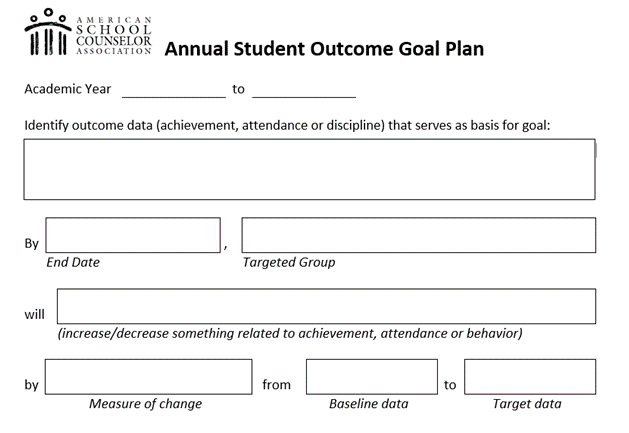 AMERICAN
SCHOOL
COUNSELOR
ASSOCIATION
Annual Student Outcome Goal Plan
Academic Year ______________ to ______________
Identify outcome data (achievement, attendance or discipline) that serves as basis for goal:
By ,
End Date Targeted Group
will
(increase/decrease something related to achievement, attendance or behavior)
by from to
Measure of change Baseline data Target data